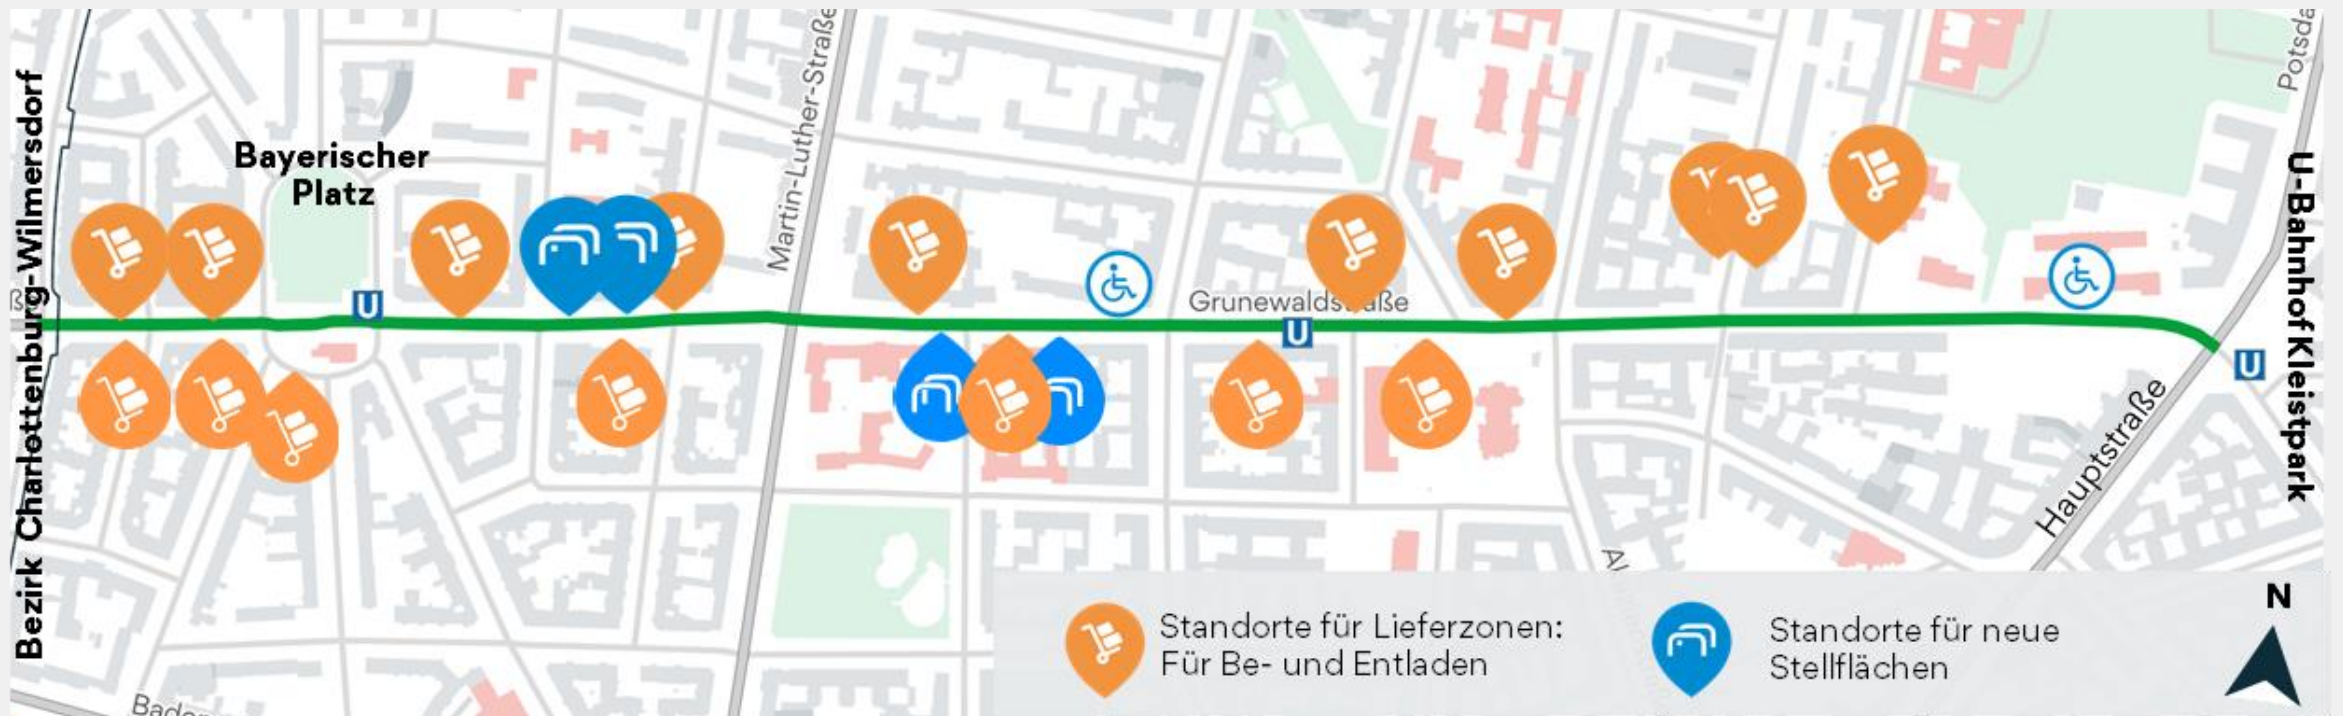 Bezirk Charlettenburg-Wilmersdorf
Bayerischer
Platz
U
Martin-Luther-Straße
Grunewaldstraße
U
U
U-Bahnhof Kleistpark
Hauptstraße
Standorte für Lieferzonen:
Für Be- und Entladen
Standorte für neue
Stellflächen
N